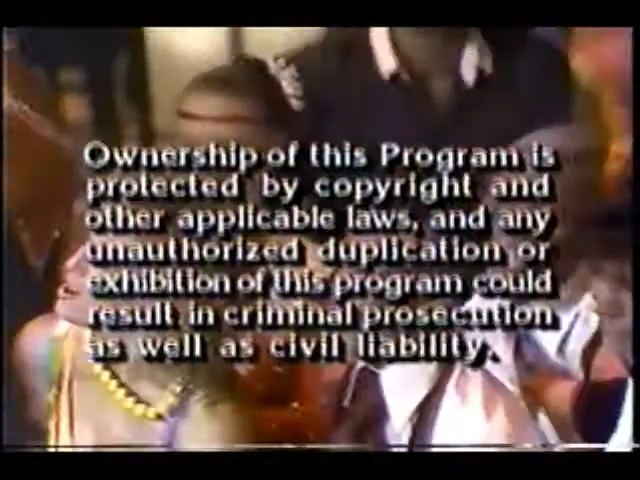 Ownership of this Program is
protected by copyright and
other applicable laws, and any
unauthorized duplication or
exhibition of this program could
result in criminal prosecution
as well as civil liability.